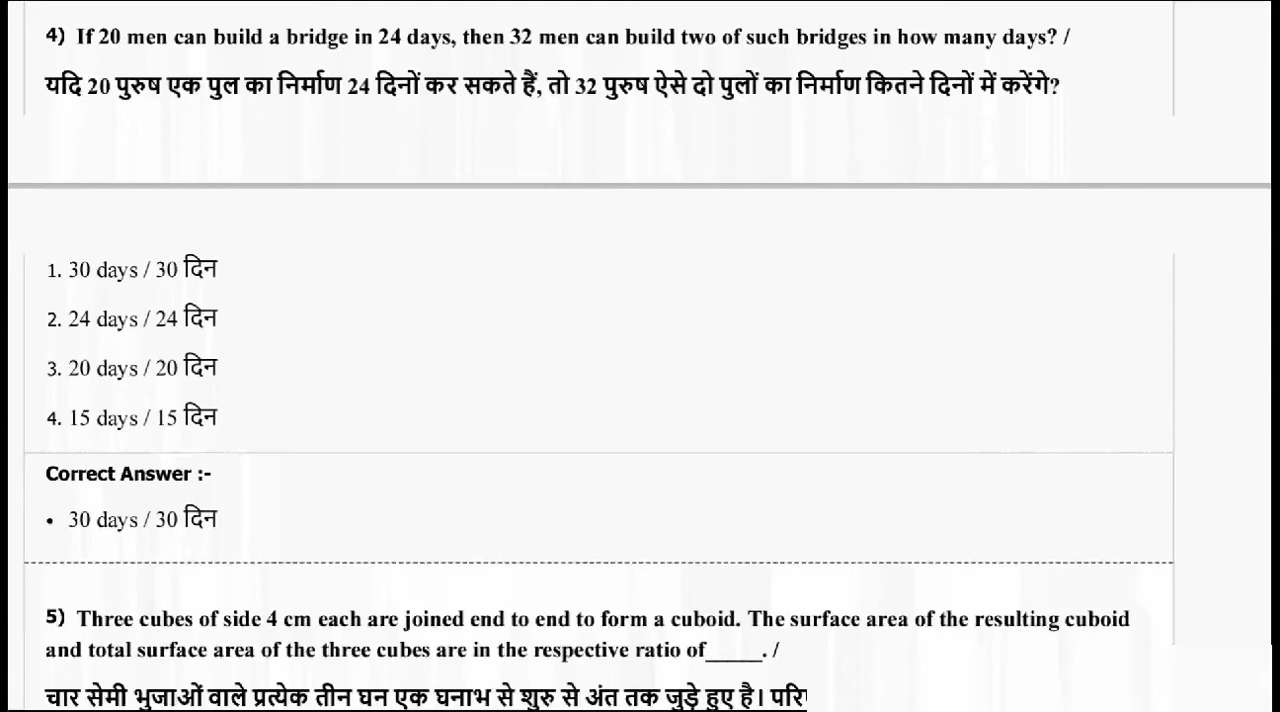 4) If 20 men can build a bridge in 24 days, then 32 men can build two of such bridges in how many days? /
यदि 20 पुरुष एक पुल का निर्माण 24 दिनों कर सकते हैं, तो 32 पुरुष ऐसे दो पुलों का निर्माण कितने दिनों में करेंगे?
1. 30 days / 30 दिन
2. 24 days / 24 दिन
3. 20 days / 20 दिन
4. 15 days / 15 दिन
Correct Answer :-
• 30 days / 30 दिन
5) Three cubes of side 4 cm each are joined end to end to form a cuboid. The surface area of the resulting cuboid
and total surface area of the three cubes are in the respective ratio of_____. /
चार सेमी भुजाओं वाले प्रत्येक तीन घन एक घनाभ से शुरु से अंत तक जुड़े हुए है।